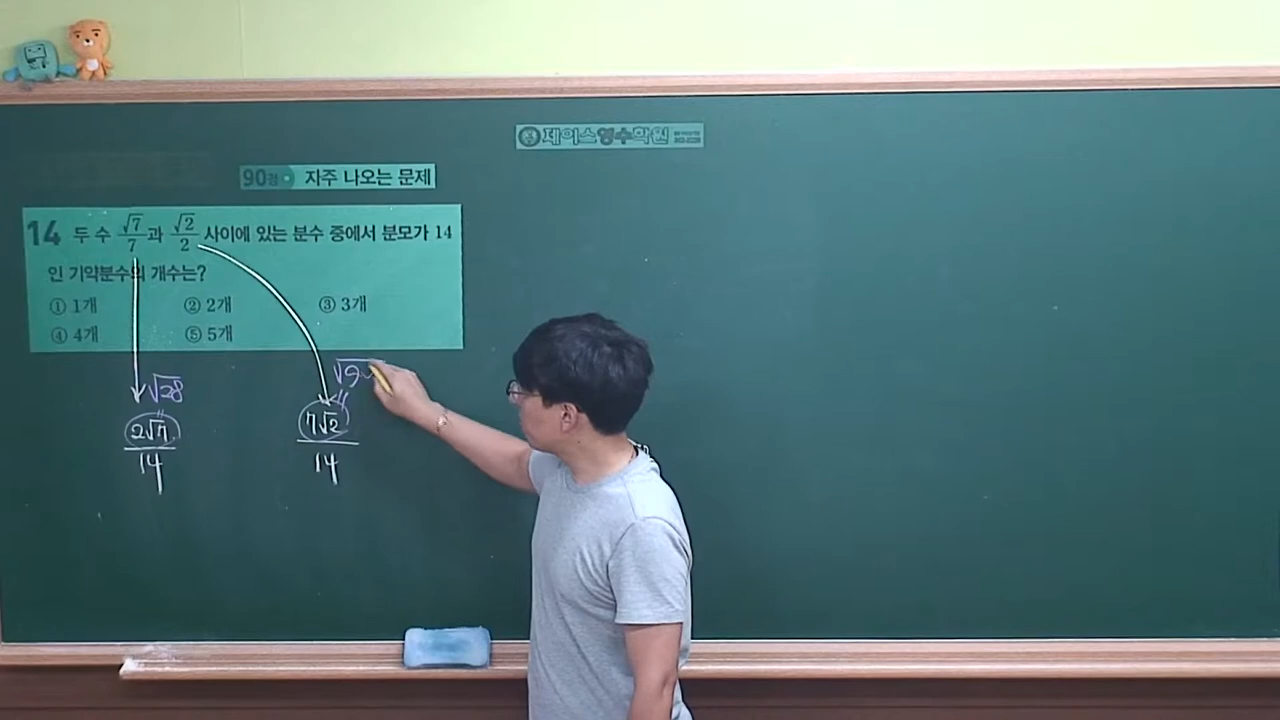 제이스영수학원
90점 자주 나오는 문제
14 두 수 √7/7과 √2/2 사이에 있는 분수 중에서 분모가 14
인 기약분수의 개수는?
① 1개 ② 2개 ③ 3개
④ 4개 ⑤ 5개
√28 √9
2√7/14 7√2/14